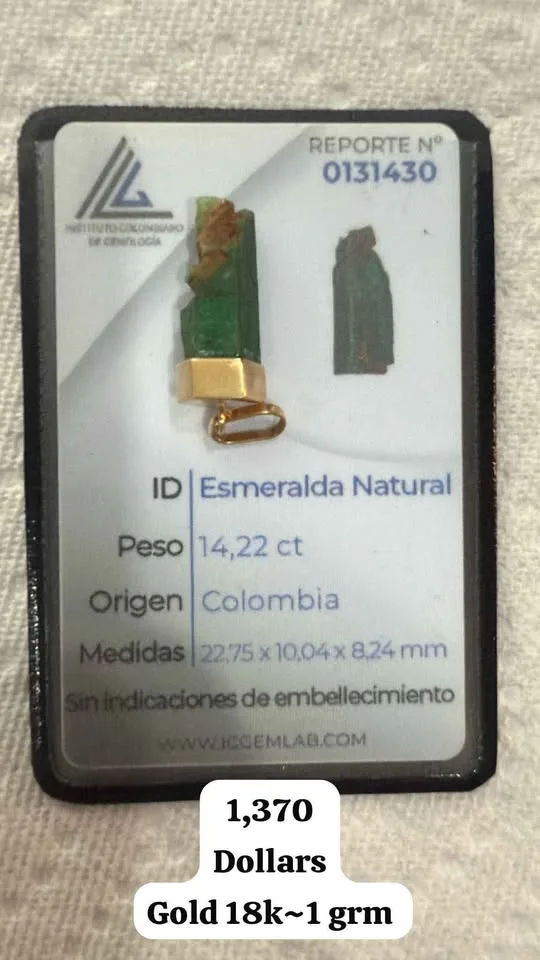 REPORTE Nº
0131430
INSTITUTO COLOMBIANO
DE GEMOLOGÍA
ID Esmeralda Natural
Peso 14,22 ct
Origen Colombia
Medidas 22,75 x 10,04 x 8,24 mm
Sin indicaciones de embellecimiento
WWW.ICGEMLAB.COM
1,370
Dollars
Gold 18k~1 grm